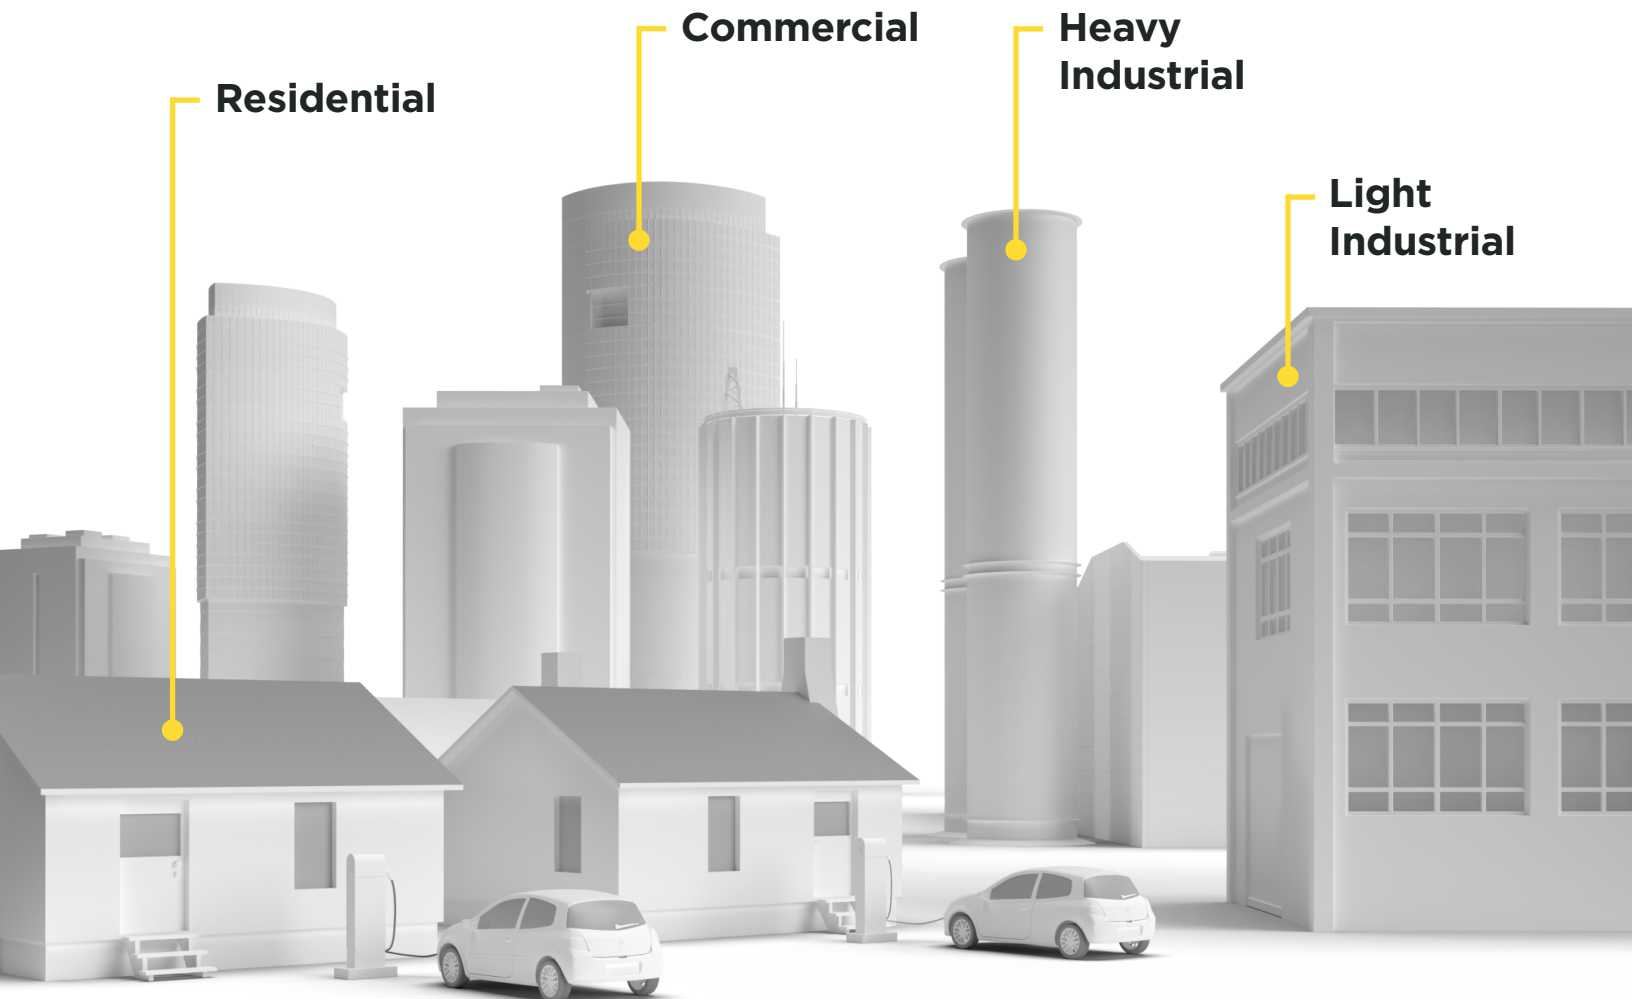 Commercial
Heavy
Industrial
Residential
Light
Industrial